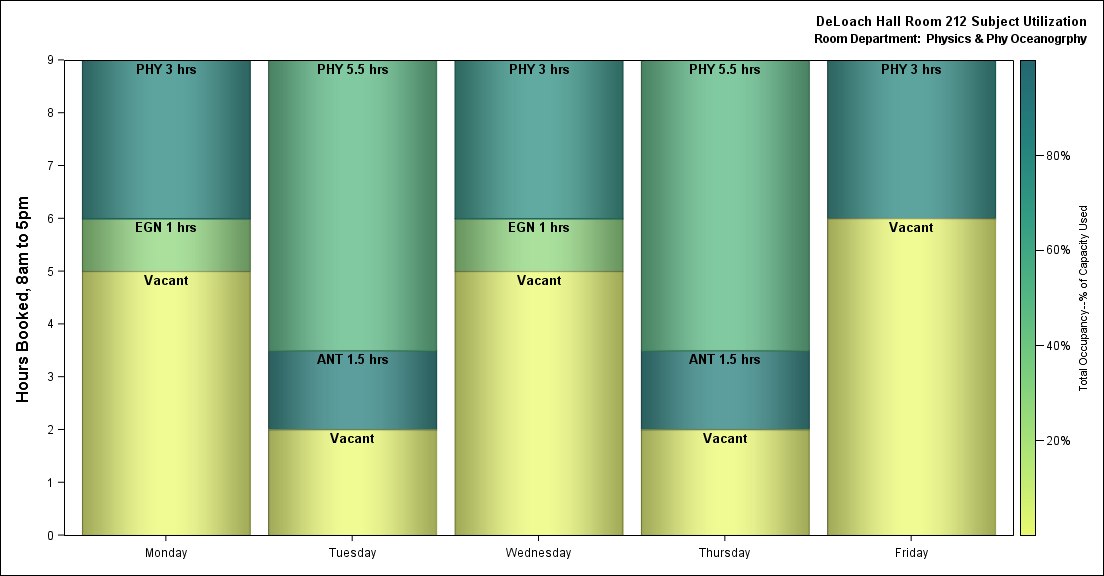 DeLoach Hall Room 212 Subject Utilization
Room Department: Physics & Phy Oceanogrphy
Hours Booked, 8am to 5pm
9
8
7
6
5
4
3
2
1
0
PHY 3 hrs
EGN 1 hrs
Vacant
PHY 5.5 hrs
ANT 1.5 hrs
Vacant
PHY 3 hrs
EGN 1 hrs
Vacant
PHY 5.5 hrs
ANT 1.5 hrs
Vacant
PHY 3 hrs
Vacant
Monday
Tuesday
Wednesday
Thursday
Friday
80%
60%
40%
20%
Total Occupancy--% of Capacity Used